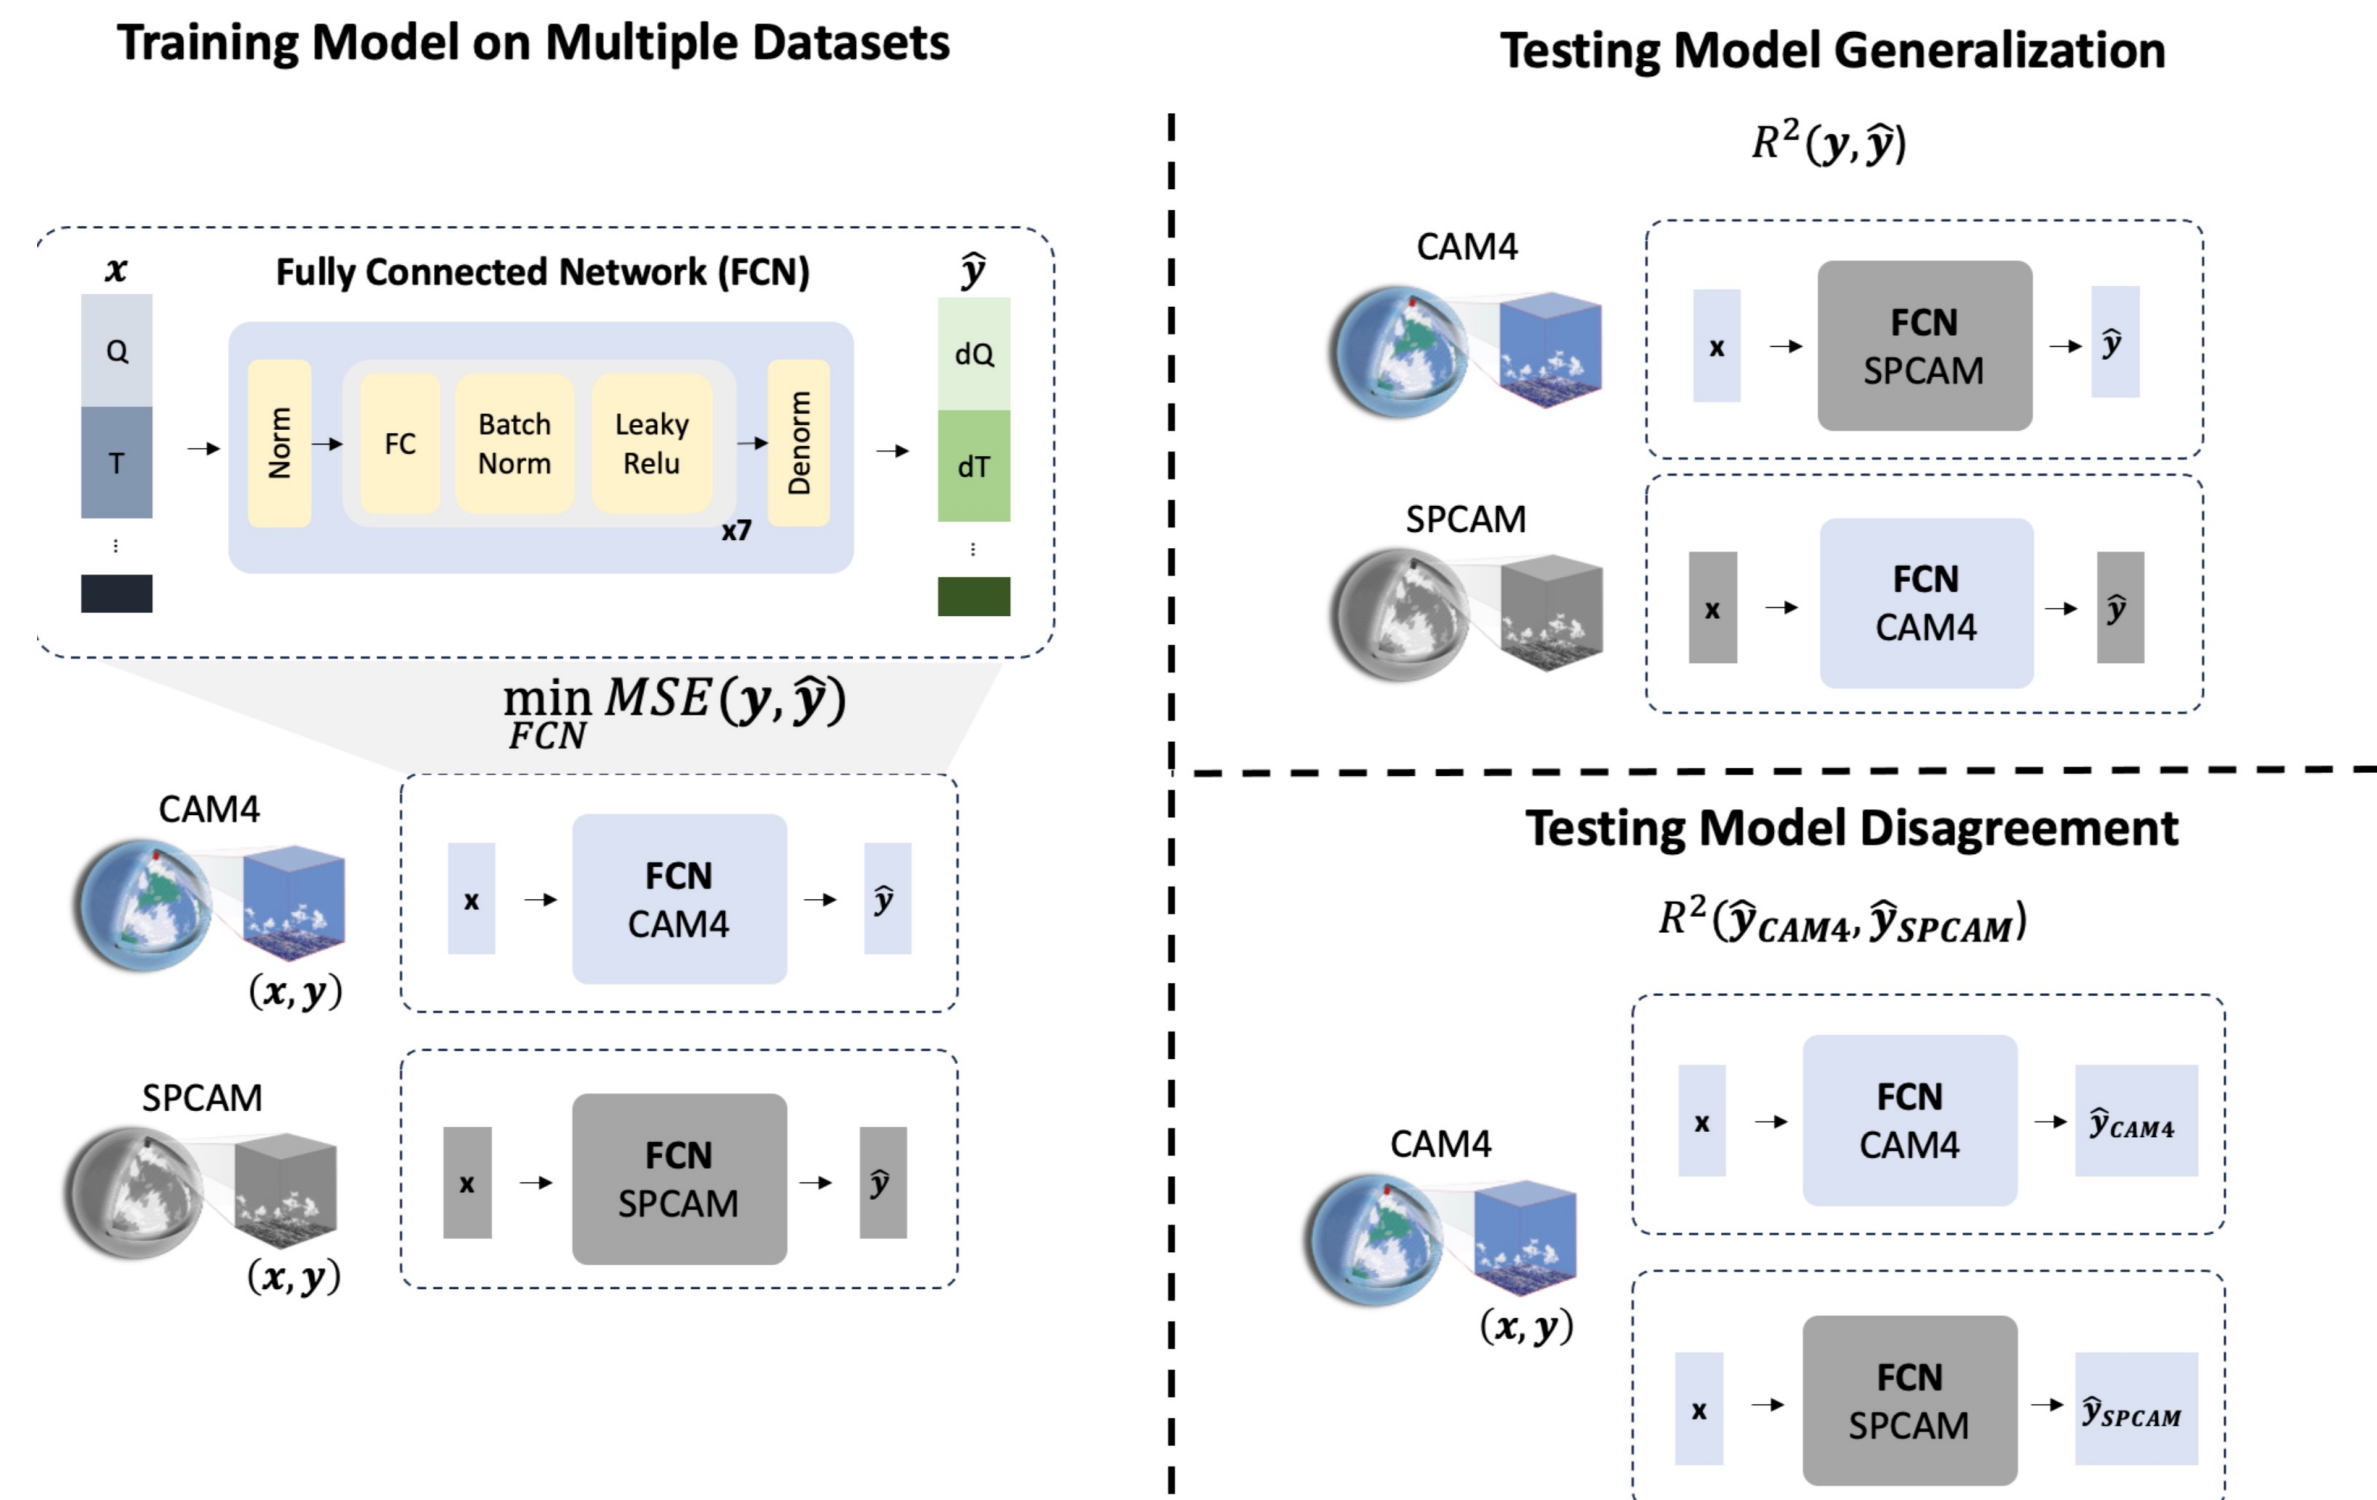 Training Model on Multiple Datasets
x
Fully Connected Network (FCN)
ŷ
Q
T
...
Norm
FC
Batch
Norm
Leaky
Relu
x7
Denorm
dQ
dT
...
min MSE(y, ŷ)
FCN
CAM4
(x, y)
x
FCN
CAM4
ŷ
SPCAM
(x, y)
x
FCN
SPCAM
ŷ
Testing Model Generalization
R²(y, ŷ)
CAM4
x
FCN
SPCAM
ŷ
SPCAM
x
FCN
CAM4
ŷ
Testing Model Disagreement
R²(ŷCAM4, ŷSPCAM)
CAM4
(x, y)
x
FCN
CAM4
ŷCAM4
x
FCN
SPCAM
ŷSPCAM